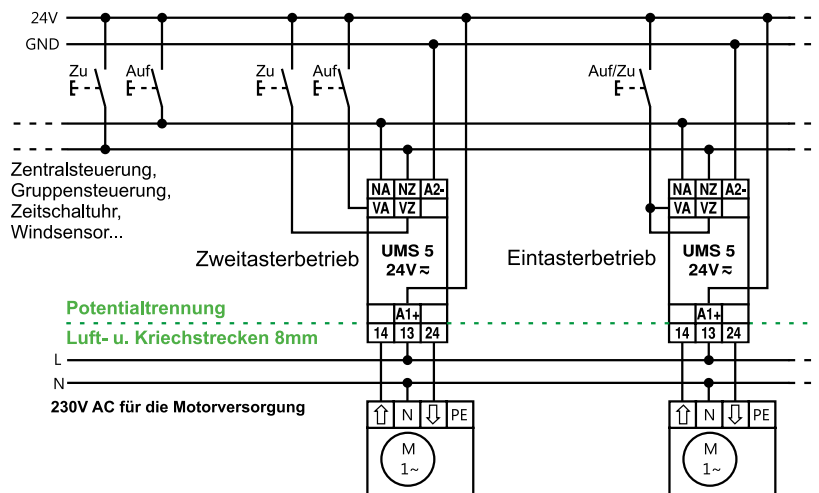 24V
GND
Zu Auf Zu Auf Auf/Zu
Zentralsteuerung,
Gruppensteuerung,
Zeitschaltuhr,
Windsensor...
NA NZ A2-
VA VZ
UMS 5
24V ≂
A1+
14 13 24
Zweitasterbetrieb
NA NZ A2-
VA VZ
UMS 5
24V ≂
A1+
14 13 24
Eintasterbetrieb
Potentialtrennung
Luft- u. Kriechstrecken 8mm
L
N
230V AC für die Motorversorgung
⇧ N ⇩ PE
M
1~
⇧ N ⇩ PE
M
1~